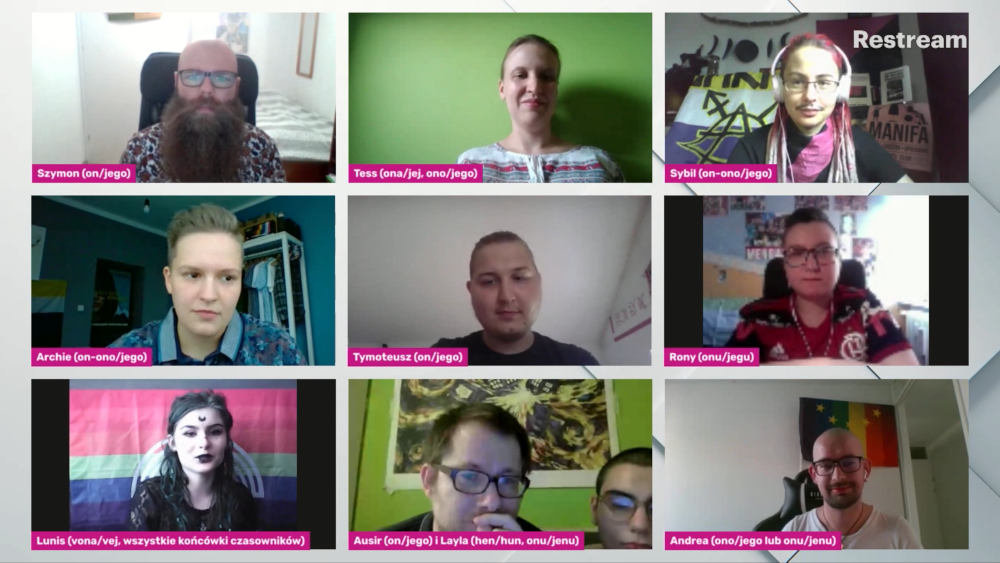 Restream
MANIFA
Szymon (on/jego)
Tess (ona/jej, ono/jego)
Sybil (on-ono/jego)
Archie (on-ono/jego)
Tymoteusz (on/jego)
Rony (onu/jegu)
Lunis (vona/vej, wszystkie końcówki czasowników)
Ausir (on/jego) i Layla (hen/hun, onu/jenu)
Andrea (ono/jego lub onu/jenu)